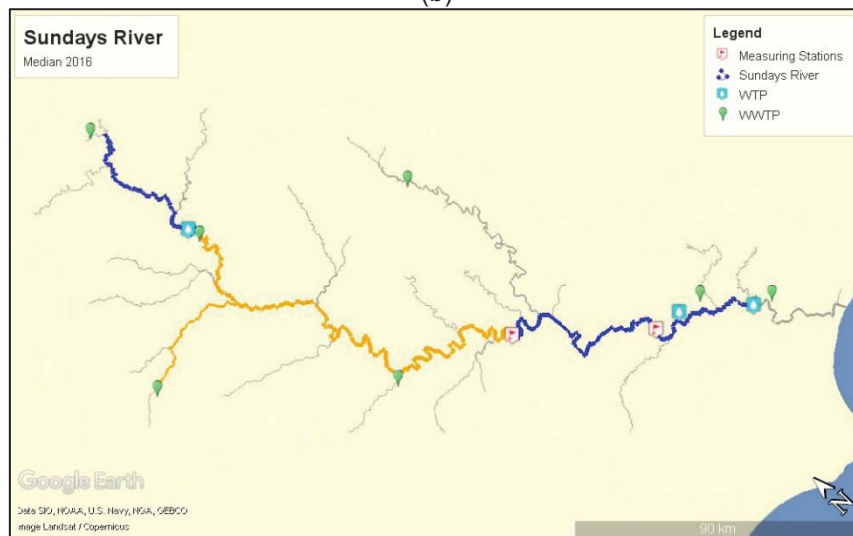 (b)
Sundays River
Median 2016
Legend
Measuring Stations
Sundays River
WTP
WWTP
Google Earth
Data SIO, NOAA, U.S. Navy, NGA, GEBCO
Image Landsat / Copernicus
90 km
N